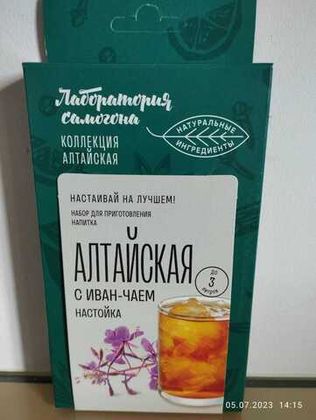 Лаборатория
самогона
КОЛЛЕКЦИЯ
АЛТАЙСКАЯ
НАТУРАЛЬНЫЕ
ИНГРЕДИЕНТЫ
НАСТАИВАЙ НА ЛУЧШЕМ!
НАБОР ДЛЯ ПРИГОТОВЛЕНИЯ
НАПИТКА
АЛТАЙСКАЯ
С ИВАН-ЧАЕМ
НАСТОЙКА
ДО
3
ЛИТРОВ
05.07.2023 14:15